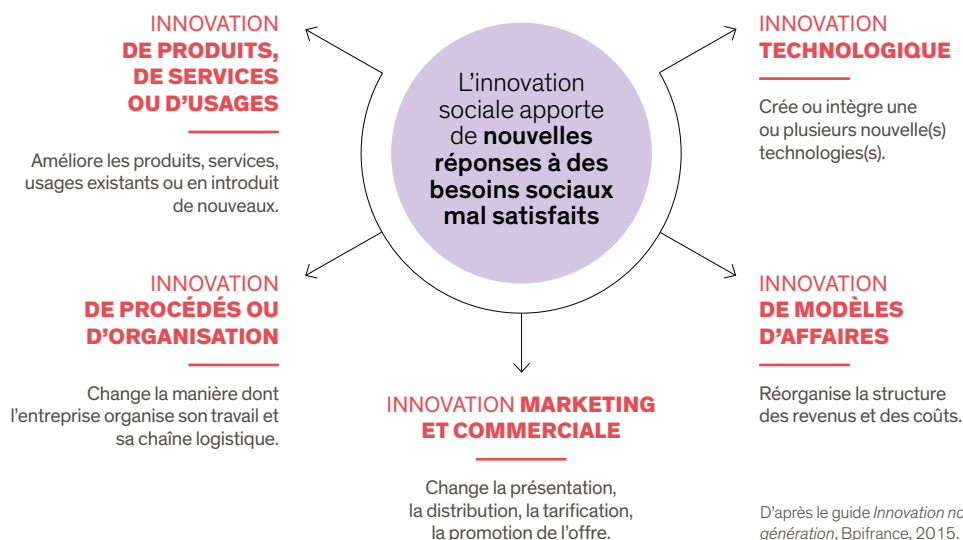 INNOVATION
DE PRODUITS,
DE SERVICES
OU D'USAGES
Améliore les produits, services,
usages existants ou en introduit
de nouveaux.
L'innovation
sociale apporte
de nouvelles
réponses à des
besoins sociaux
mal satisfaits
INNOVATION
TECHNOLOGIQUE
Crée ou intègre une
ou plusieurs nouvelle(s)
technologies(s).
INNOVATION
DE PROCÉDÉS OU
D'ORGANISATION
Change la manière dont
l'entreprise organise son travail et
sa chaîne logistique.
INNOVATION MARKETING
ET COMMERCIALE
Change la présentation,
la distribution, la tarification,
la promotion de l'offre.
INNOVATION
DE MODÈLES
D'AFFAIRES
Réorganise la structure
des revenus et des coûts.
D'après le guide Innovation
génération, Bpifrance, 2015.